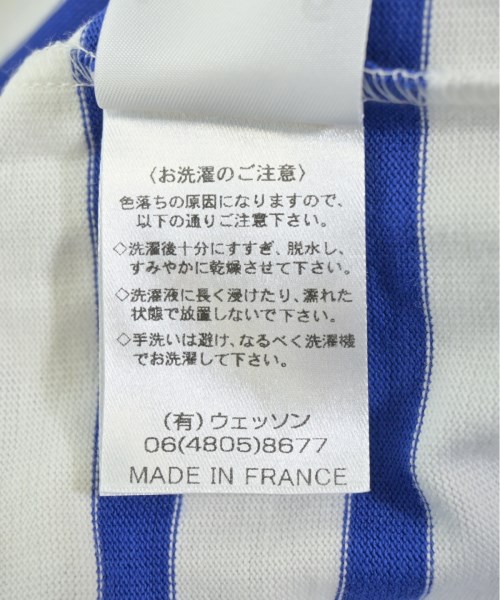 〈お洗濯のご注意〉
色落ちの原因になりますので、
以下の通りご注意下さい。
◇洗濯後十分にすすぎ、脱水し、
すみやかに乾燥させて下さい。
◇洗濯液に長く浸けたり、濡れた
状態で放置しないで下さい。
◇手洗いは避け、なるべく洗濯機
でお洗濯して下さい。
(有)ウェッソン
06(4805)8677
MADE IN FRANCE